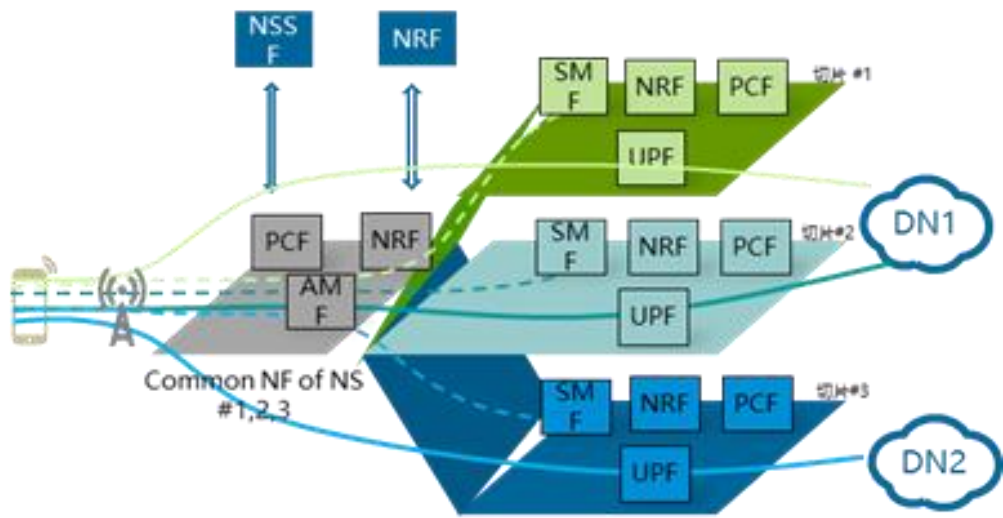 NSS
F
NRF
SM
F
NRF
PCF
切片 #1
UPF
DN1
PCF
NRF
AM
F
SM
F
NRF
PCF
切片#2
UPF
Common NF of NS
#1,2,3
SM
F
NRF
PCF
切片#3
UPF
DN2